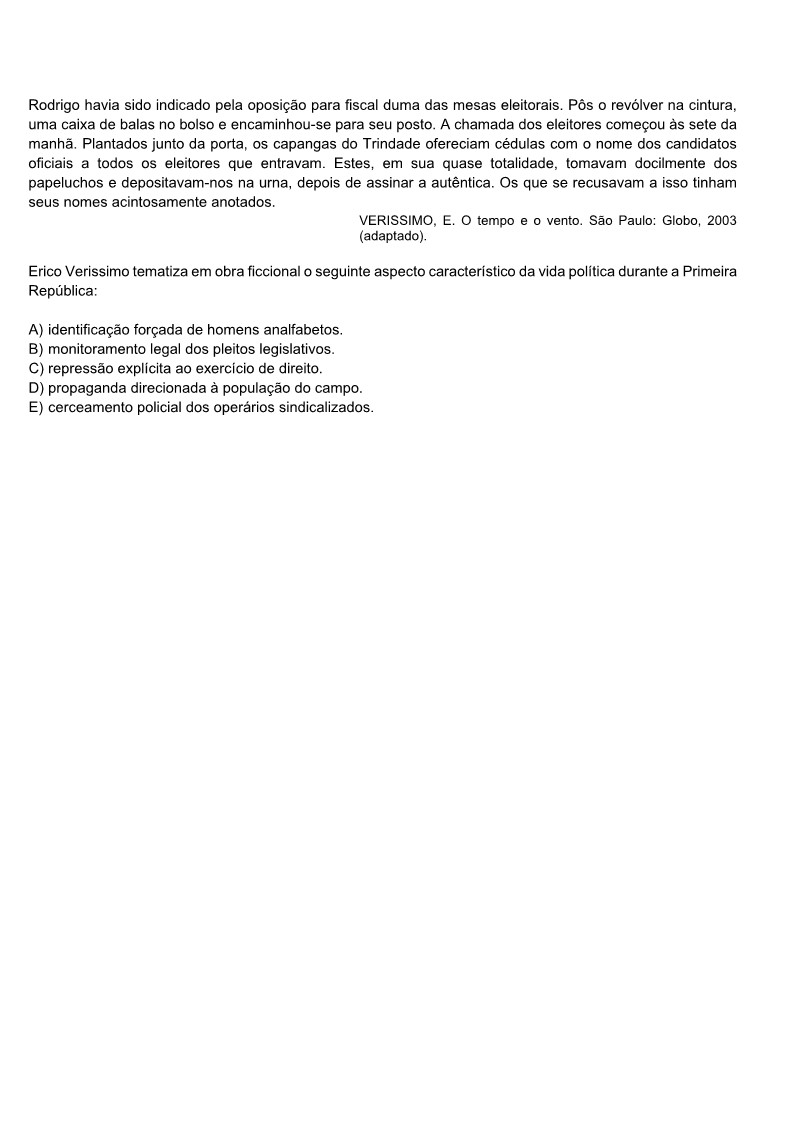 Rodrigo havia sido indicado pela oposição para fiscal duma das mesas eleitorais. Pôs o revólver na cintura,
uma caixa de balas no bolso e encaminhou-se para seu posto. A chamada dos eleitores começou às sete da
manhã. Plantados junto da porta, os capangas do Trindade ofereciam cédulas com o nome dos candidatos
oficiais a todos os eleitores que entravam. Estes, em sua quase totalidade, tomavam docilmente dos
papeluchos e depositavam-nos na urna, depois de assinar a autêntica. Os que se recusavam a isso tinham
seus nomes acintosamente anotados.
VERISSIMO, E. O tempo e o vento. São Paulo: Globo, 2003
(adaptado).
Erico Verissimo tematiza em obra ficcional o seguinte aspecto característico da vida política durante a Primeira
República:
A) identificação forçada de homens analfabetos.
B) monitoramento legal dos pleitos legislativos.
C) repressão explícita ao exercício de direito.
D) propaganda direcionada à população do campo.
E) cerceamento policial dos operários sindicalizados.